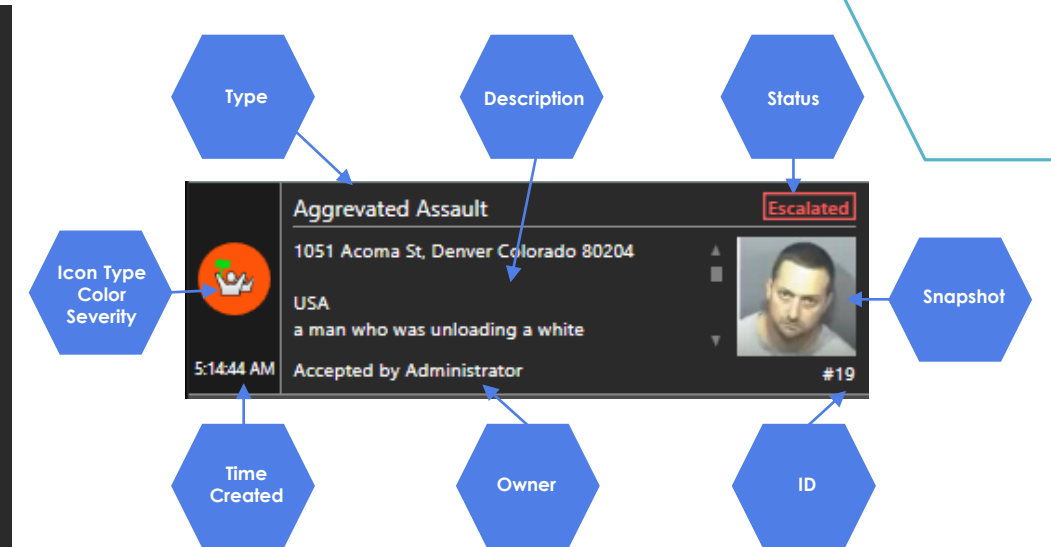 Type
Description
Status
Aggrevated Assault
Escalated
1051 Acoma St, Denver Colorado 80204
USA
a man who was unloading a white
Icon Type
Color
Severity
Snapshot
5:14:44 AM
Accepted by Administrator
#19
Time
Created
Owner
ID